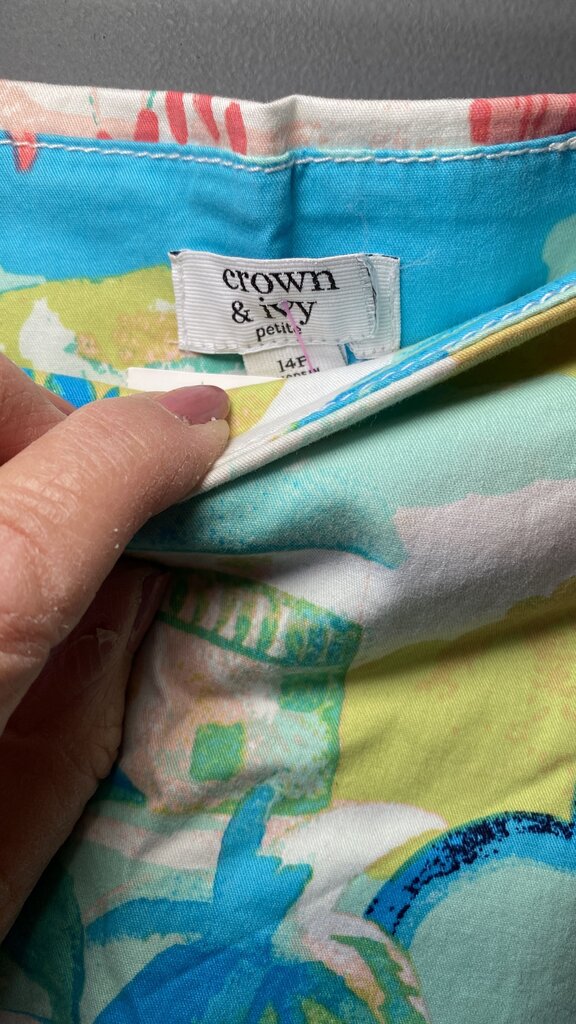 crown
& ivy
petite
14P